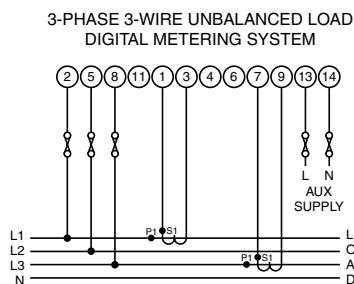 3-PHASE 3-WIRE UNBALANCED LOAD
DIGITAL METERING SYSTEM
2 5 8 11 1 3 4 6 7 9 13 14
L N
AUX
SUPPLY
P1 S1
L1 L
L2 O
P1 S1
L3 A
N D